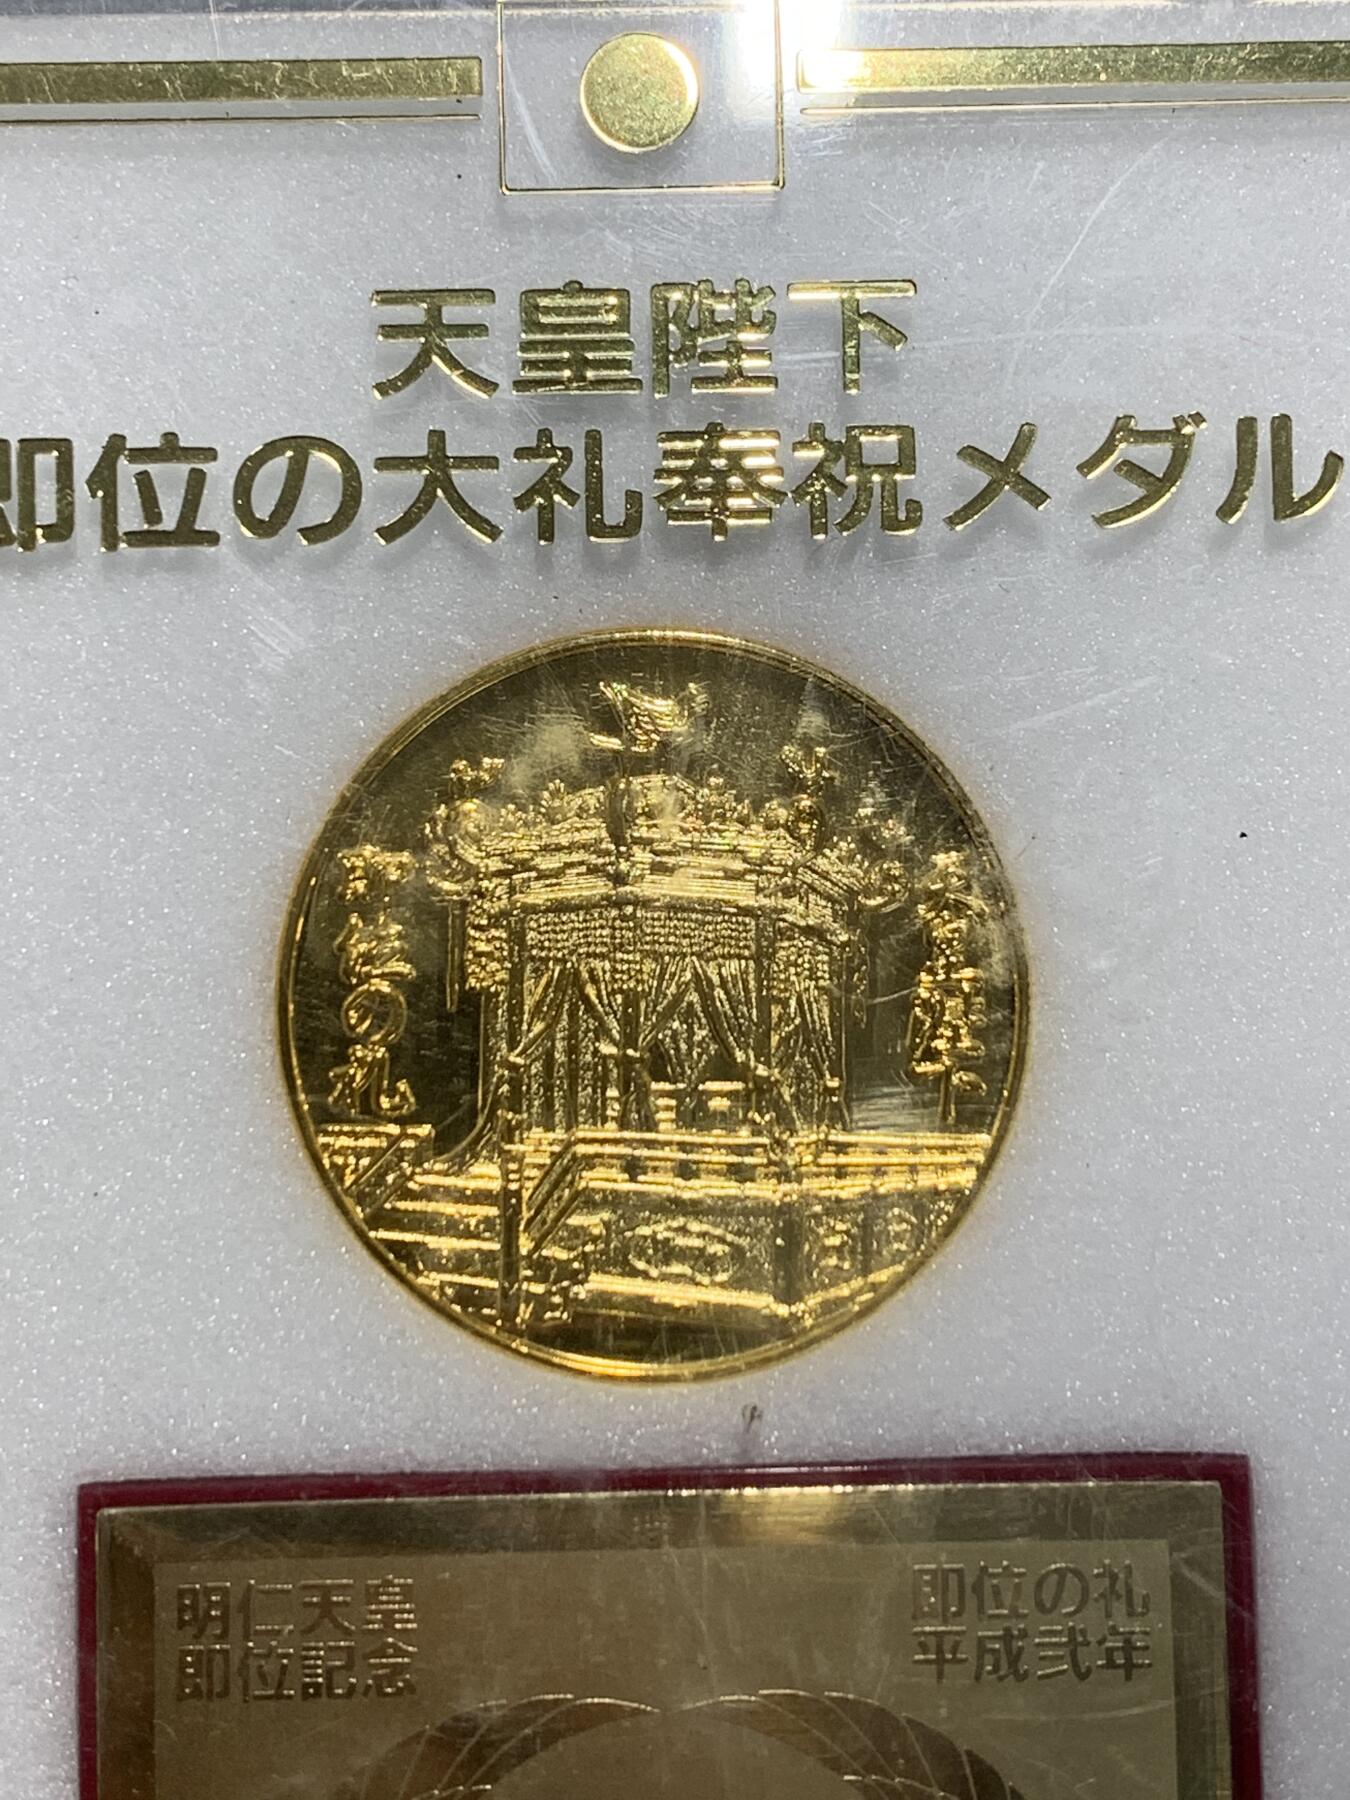 天皇陛下
即位の大礼奉祝メダル
天皇陛下
即位の礼
明仁天皇
即位記念
即位の礼
平成弐年